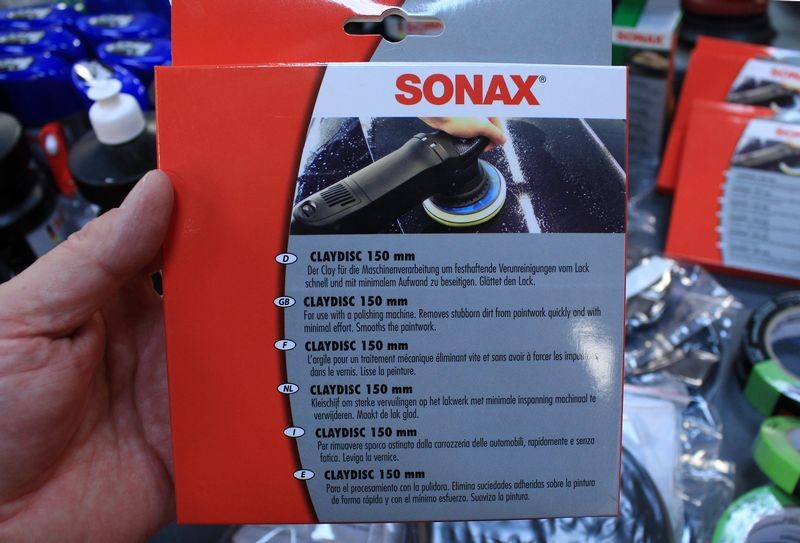 SONAX®
D CLAYDISC 150 mm
Der Clay für die Maschinenverarbeitung um festhaftende Verunreinigungen vom Lack
schnell und mit minimalem Aufwand zu beseitigen. Glättet den Lack.
GB CLAYDISC 150 mm
For use with a polishing machine. Removes stubborn dirt from paintwork quickly and with
minimal effort. Smooths the paintwork.
F CLAYDISC 150 mm
L'argile pour un traitement mécanique éliminant vite et sans avoir à forcer les
dans le vernis. Lisse la peinture.
NL CLAYDISC 150 mm
Kleischijf om sterke vervuilingen op het lakwerk met minimale inspanning machinaal te
verwijderen. Maakt de lak glad.
I CLAYDISC 150 mm
Per rimuovere sporco ostinato dalla carrozzeria delle automobili, rapidamente e senza
fatica. Leviga la vernice.
E CLAYDISC 150 mm
Para el procesamiento con la pulidora. Elimina suciedades adheridas sobre la pintura
de forma rápida y con el mínimo esfuerzo. Suaviza la pintura.
SONAX